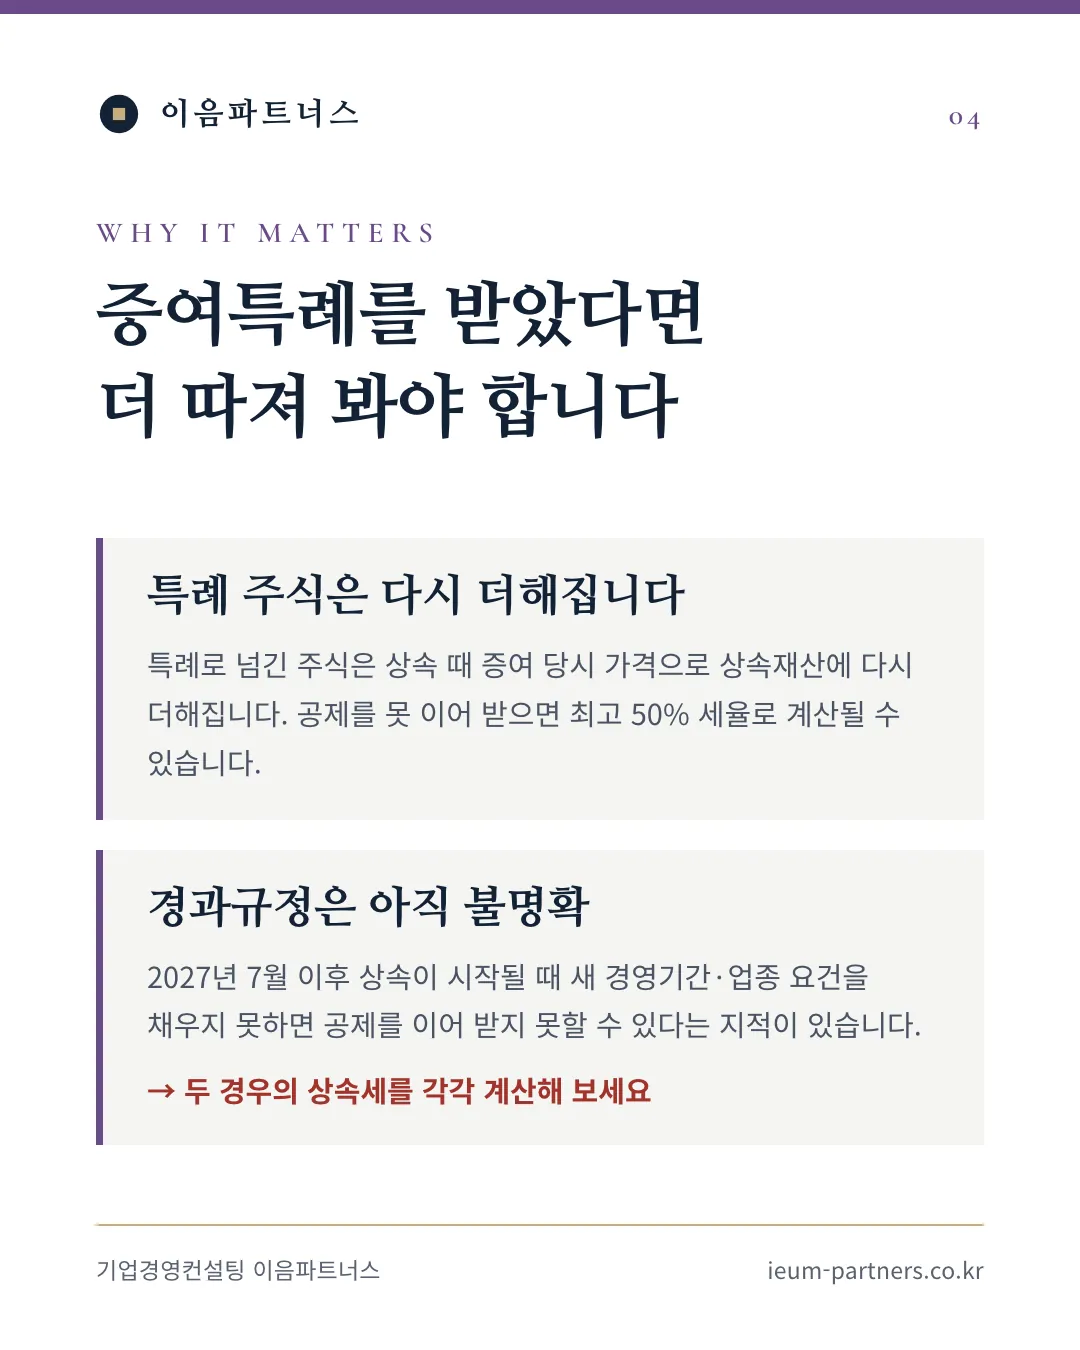 이음파트너스
04
WHY IT MATTERS
증여특례를 받았다면
더 따져 봐야 합니다
특례 주식은 다시 더해집니다
특례로 넘긴 주식은 상속 때 증여 당시 가격으로 상속재산에 다시
더해집니다. 공제를 못 이어 받으면 최고 50% 세율로 계산될 수
있습니다.
경과규정은 아직 불명확
2027년 7월 이후 상속이 시작될 때 새 경영기간·업종 요건을
채우지 못하면 공제를 이어 받지 못할 수 있다는 지적이 있습니다.
→ 두 경우의 상속세를 각각 계산해 보세요
기업경영컨설팅 이음파트너스
ieum-partners.co.kr